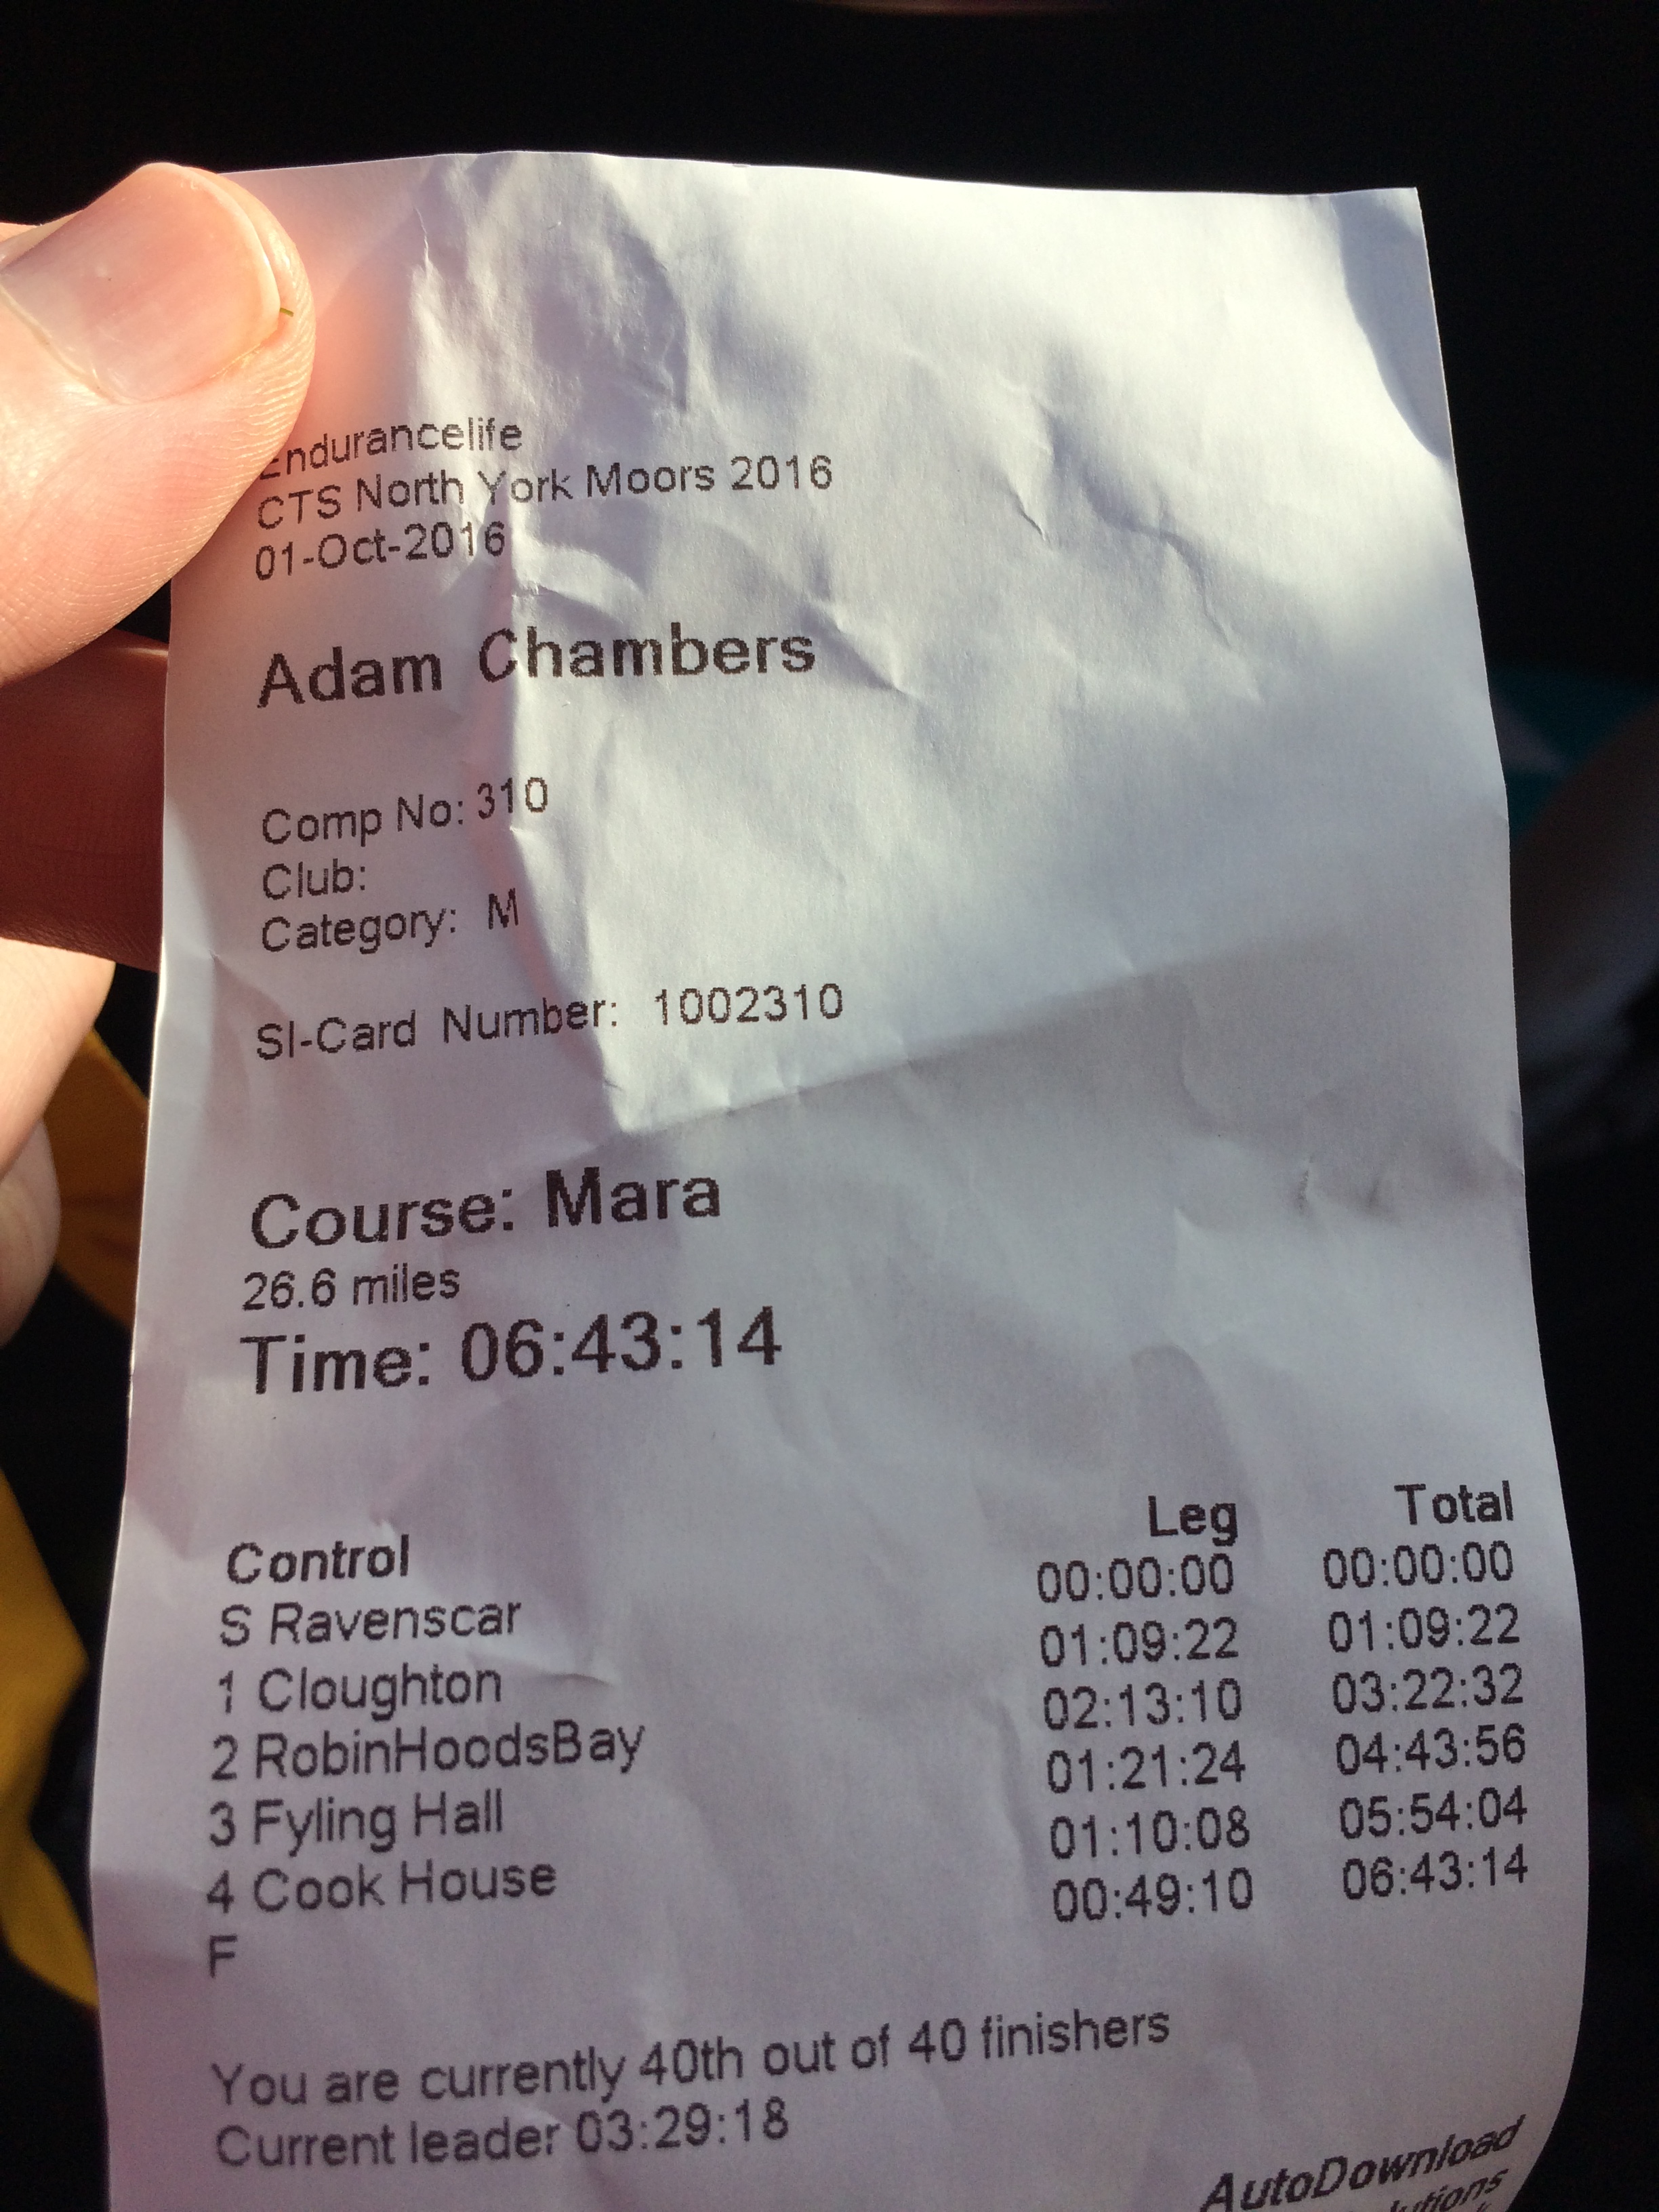 Endurancelife
CTS North York Moors 2016
01-Oct-2016
Adam Chambers
Comp No: 310
Club:
Category: M
SI-Card Number: 1002310
Course: Mara
26.6 miles
Time: 06:43:14
Control Leg Total
S Ravenscar 00:00:00 00:00:00
1 Cloughton 01:09:22 01:09:22
2 RobinHoodsBay 02:13:10 03:22:32
3 Fyling Hall 01:21:24 04:43:56
4 Cook House 01:10:08 05:54:04
F 00:49:10 06:43:14
You are currently 40th out of 40 finishers
Current leader 03:29:18
AutoDownload